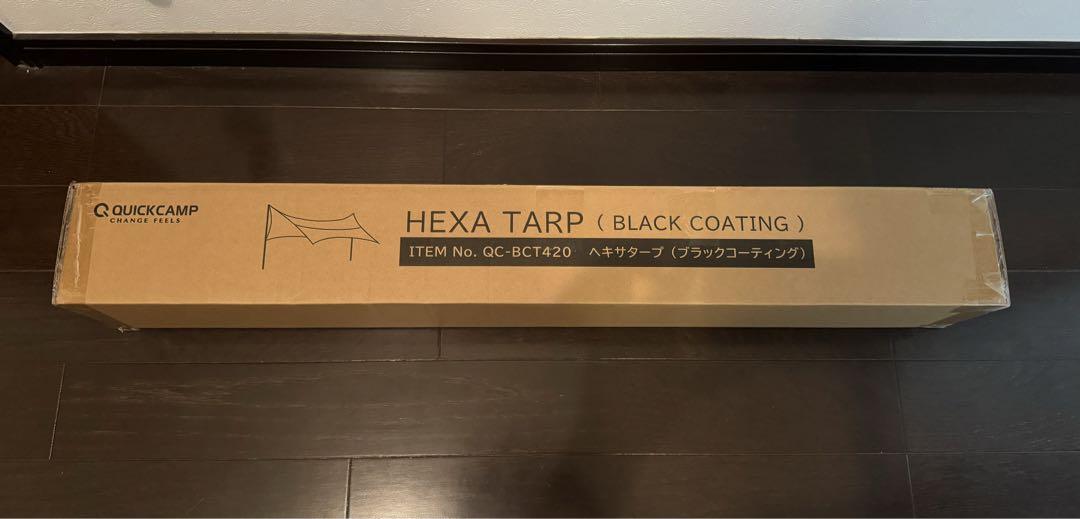 QUICKCAMP
CHANGE FEELS
HEXA TARP ( BLACK COATING )
ITEM No. QC-BCT420 ヘキサタープ（ブラックコーティング）